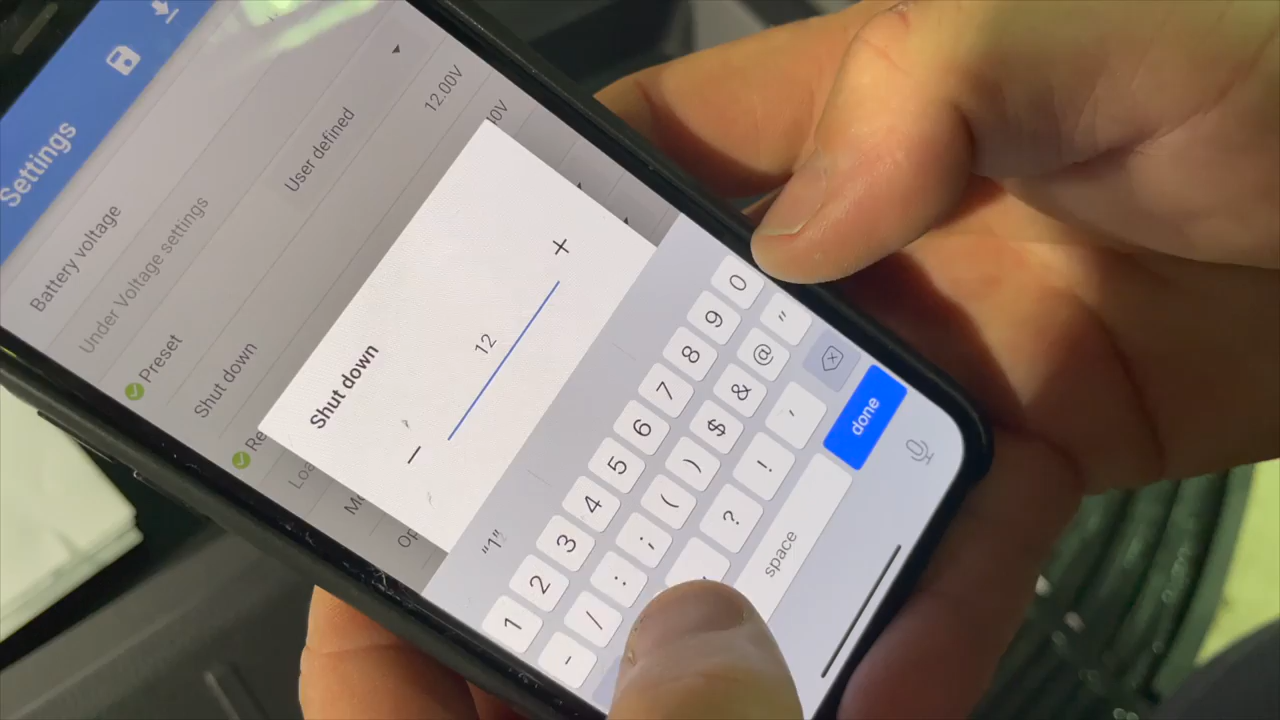 Settings
Battery voltage
Under Voltage settings
Preset
User defined
Shut down
12.00V
Shut down
− 12 +
"1"
1 2 3 4 5 6 7 8 9 0
- / : ; ( ) $ & @ "
? ! '
space
done